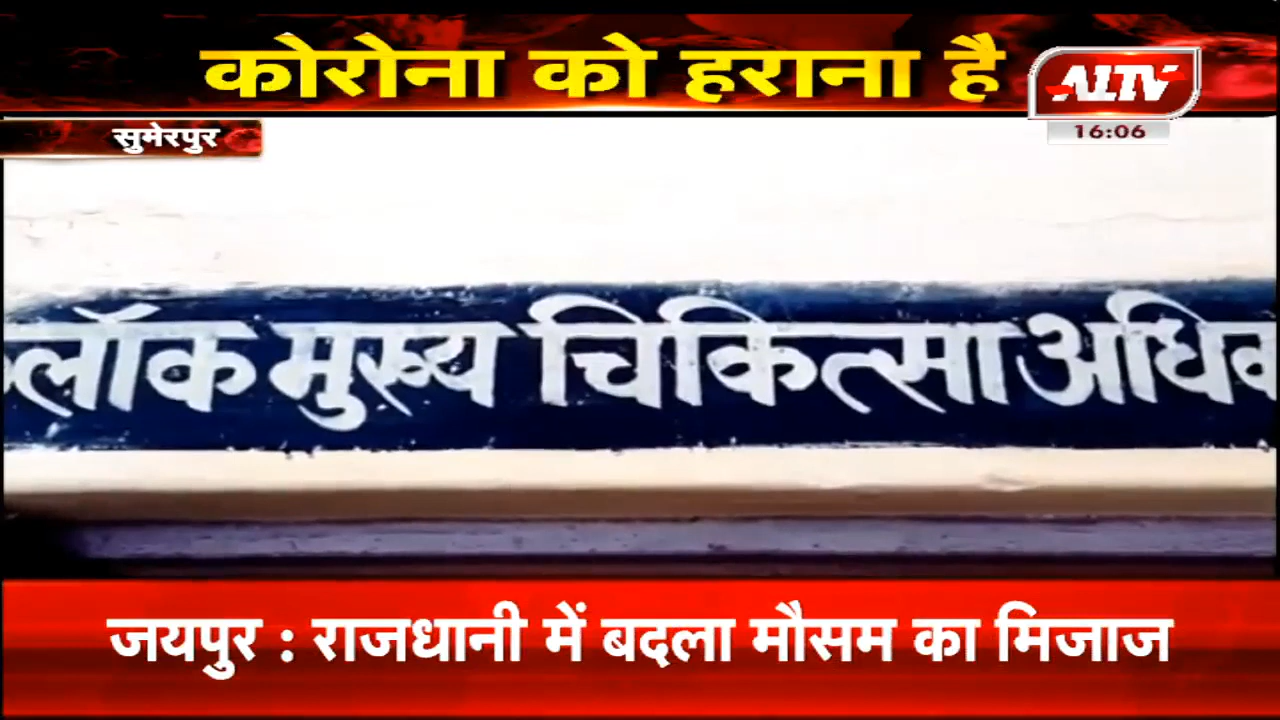 कोरोना को हराना है
ALTV
सुमेरपुर
16:06
लॉक मुख्य चिकित्सा अधि
जयपुर : राजधानी में बदला मौसम का मिजाज